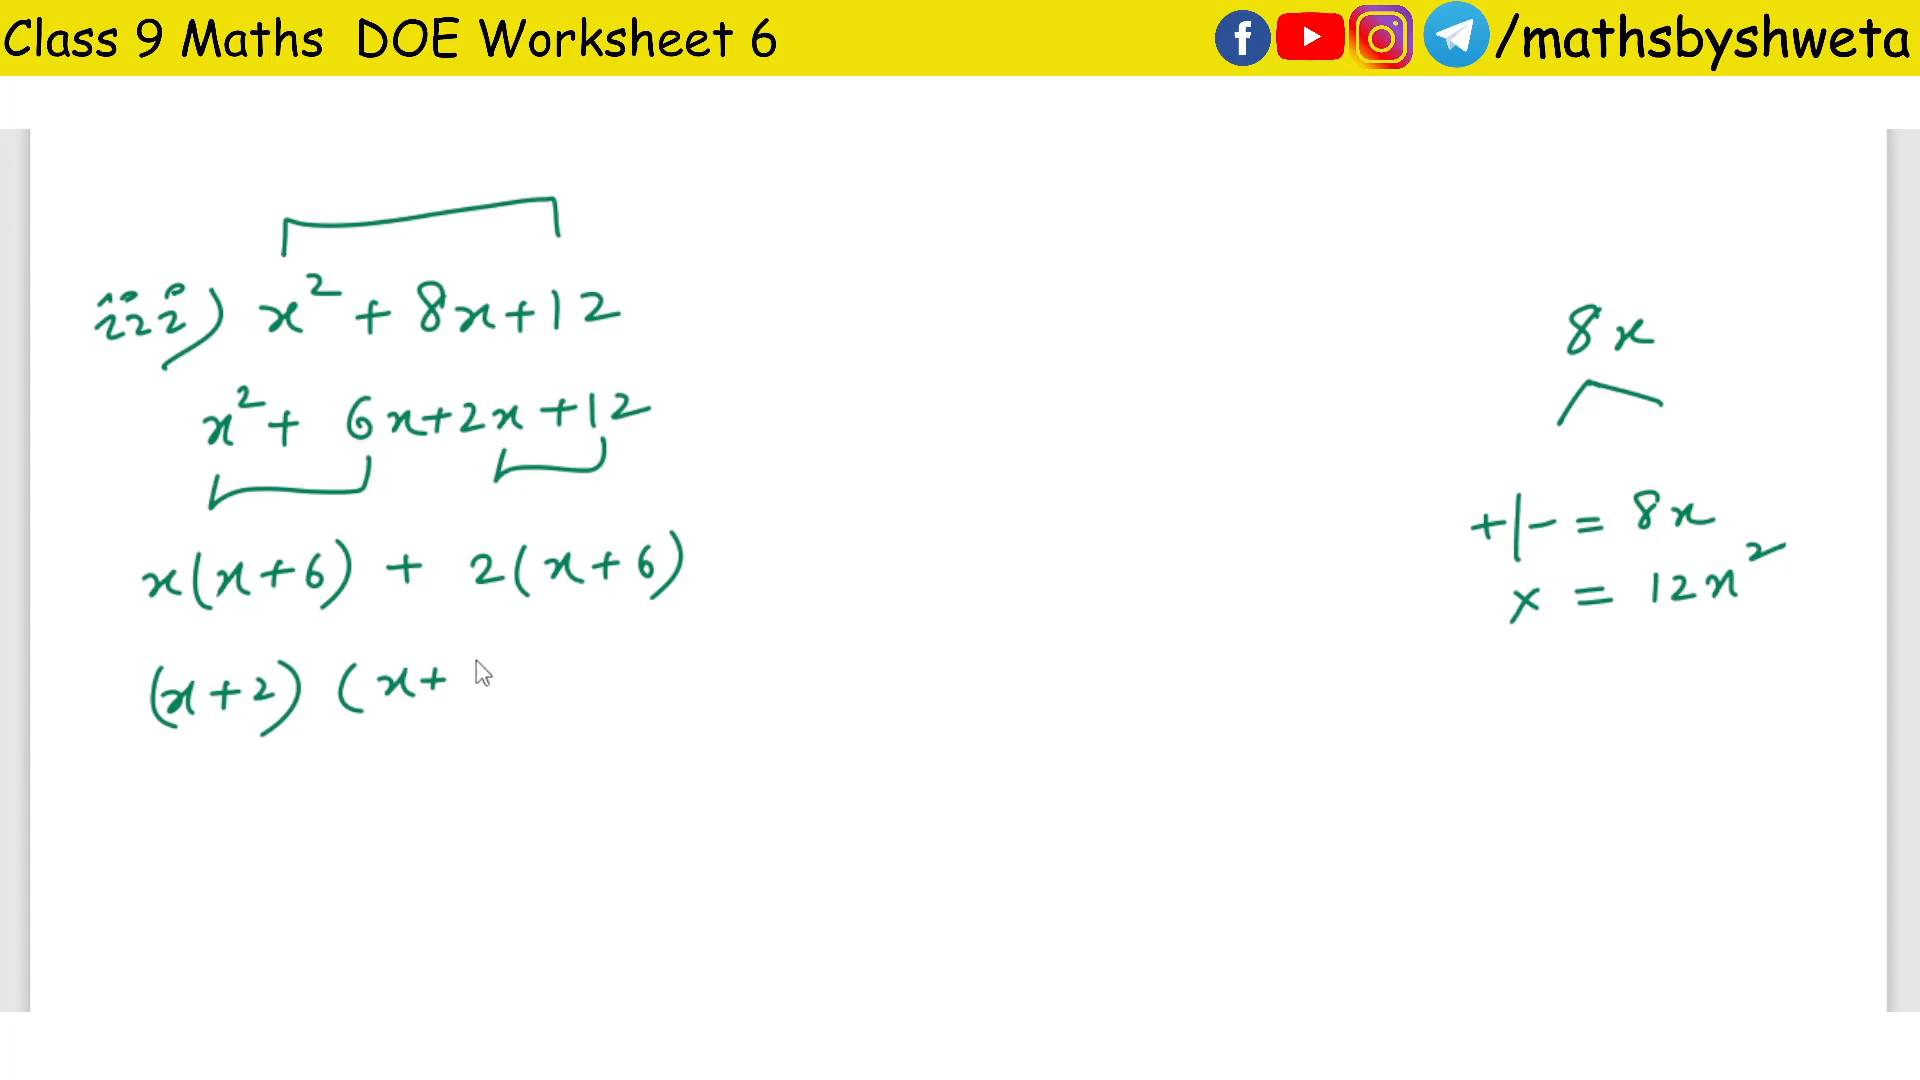 Class 9 Maths DOE Worksheet 6
/mathsbyshweta
iii) x² + 8x+12
x² + 6x+2x +12
x(x+6) + 2(x+6)
(x+2) (x+
8x
+/- = 8x
x = 12x²